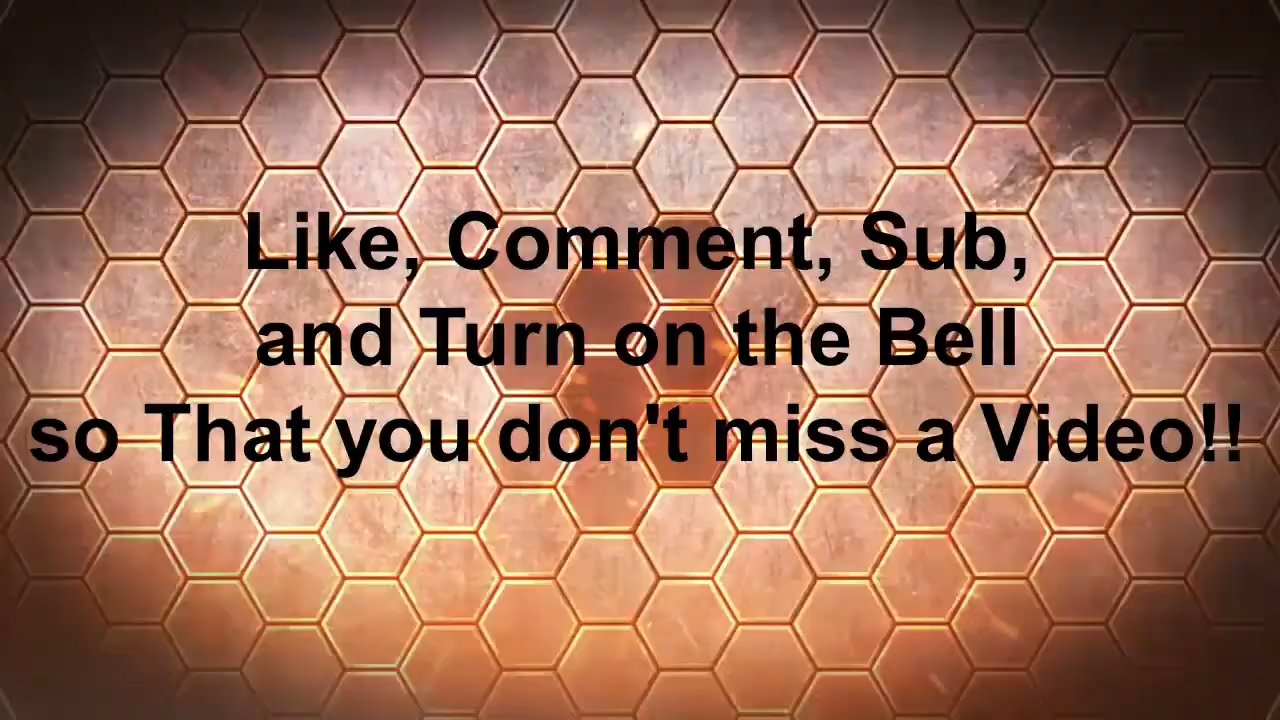 Like, Comment, Sub,
and Turn on the Bell
so That you don't miss a Video!!